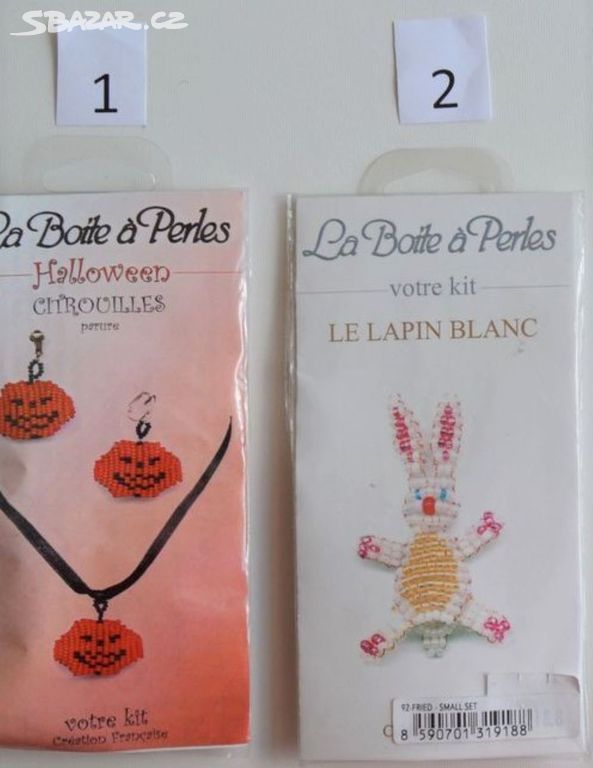 SBAZAR.CZ
1
2
La Boite à Perles
Halloween
CITROUILLES
parure
votre kit
Création Française
La Boite à Perles
votre kit
LE LAPIN BLANC
92-FRIED - SMALL SET
8 590701 319188